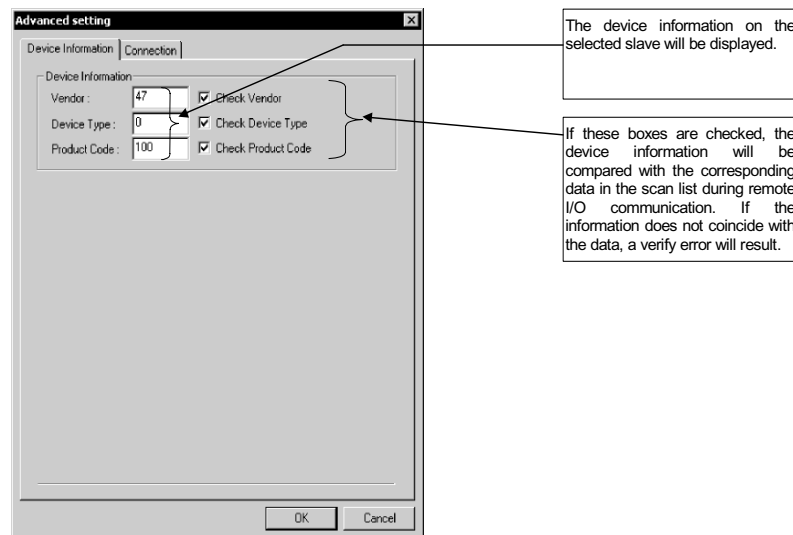 Advanced setting
Device Information
Connection
Device Information
Vendor :
47
Check Vendor
Device Type :
0
Check Device Type
Product Code :
100
Check Product Code
OK
Cancel
The device information on the
selected slave will be displayed.
If these boxes are checked, the
device information will be
compared with the corresponding
data in the scan list during remote
I/O communication. If the
information does not coincide with
the data, a verify error will result.